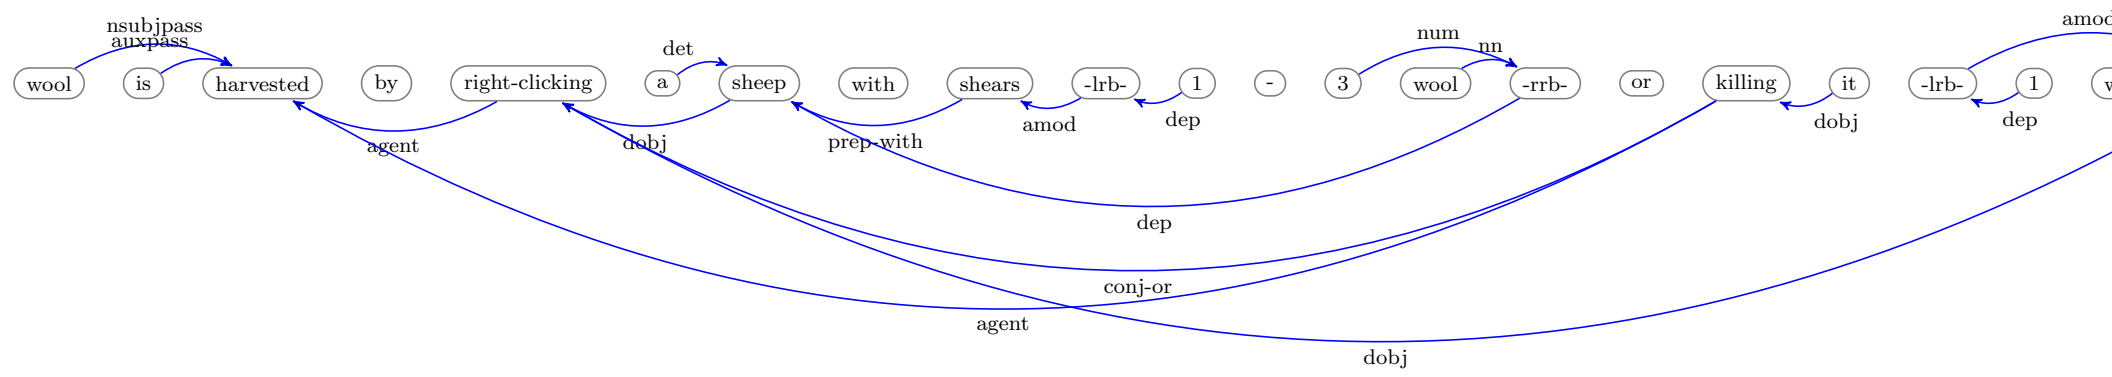 nsubjpass amod
auxpass det num nn
wool is harvested by right-clicking a sheep with shears -lrb- 1 - 3 wool -rrb- or killing it -lrb- 1
amod dep dobj dep
agent dobj prep-with
dep
conj-or
agent
dobj